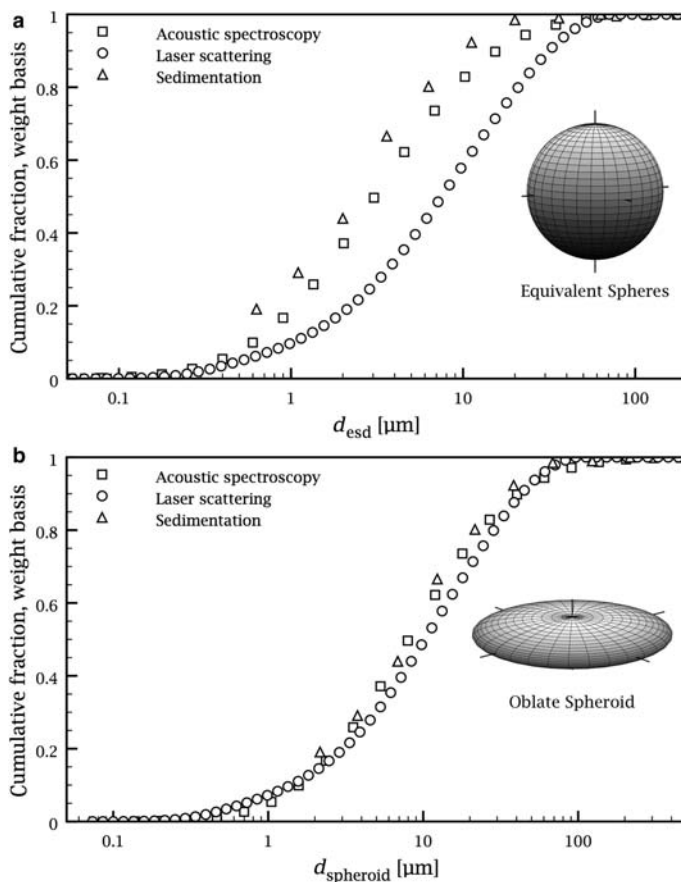 a
1
0.8
0.6
0.4
0.2
0
Cumulative fraction, weight basis
Acoustic spectroscopy
Laser scattering
Sedimentation
Equivalent Spheres
0.1 1 10 100
d_esd [µm]
b
1
0.8
0.6
0.4
0.2
0
Cumulative fraction, weight basis
Acoustic spectroscopy
Laser scattering
Sedimentation
Oblate Spheroid
0.1 1 10 100
d_spheroid [µm]